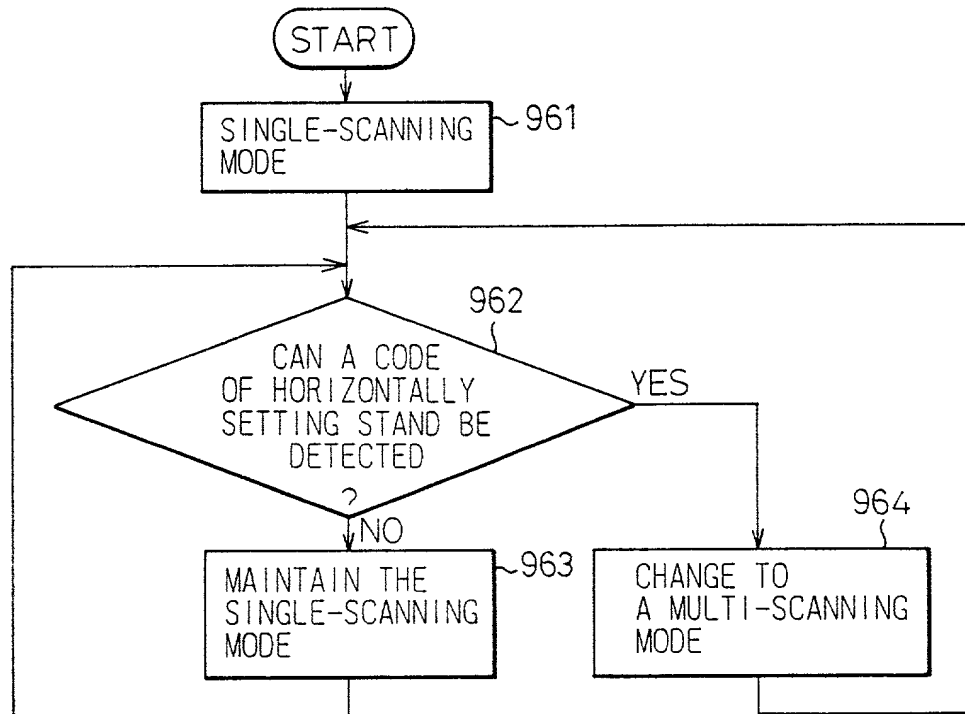 START
SINGLE-SCANNING
MODE
961
962
CAN A CODE
OF HORIZONTALLY
SETTING STAND BE
DETECTED
?
YES
NO
MAINTAIN THE
SINGLE-SCANNING
MODE
963
964
CHANGE TO
A MULTI-SCANNING
MODE